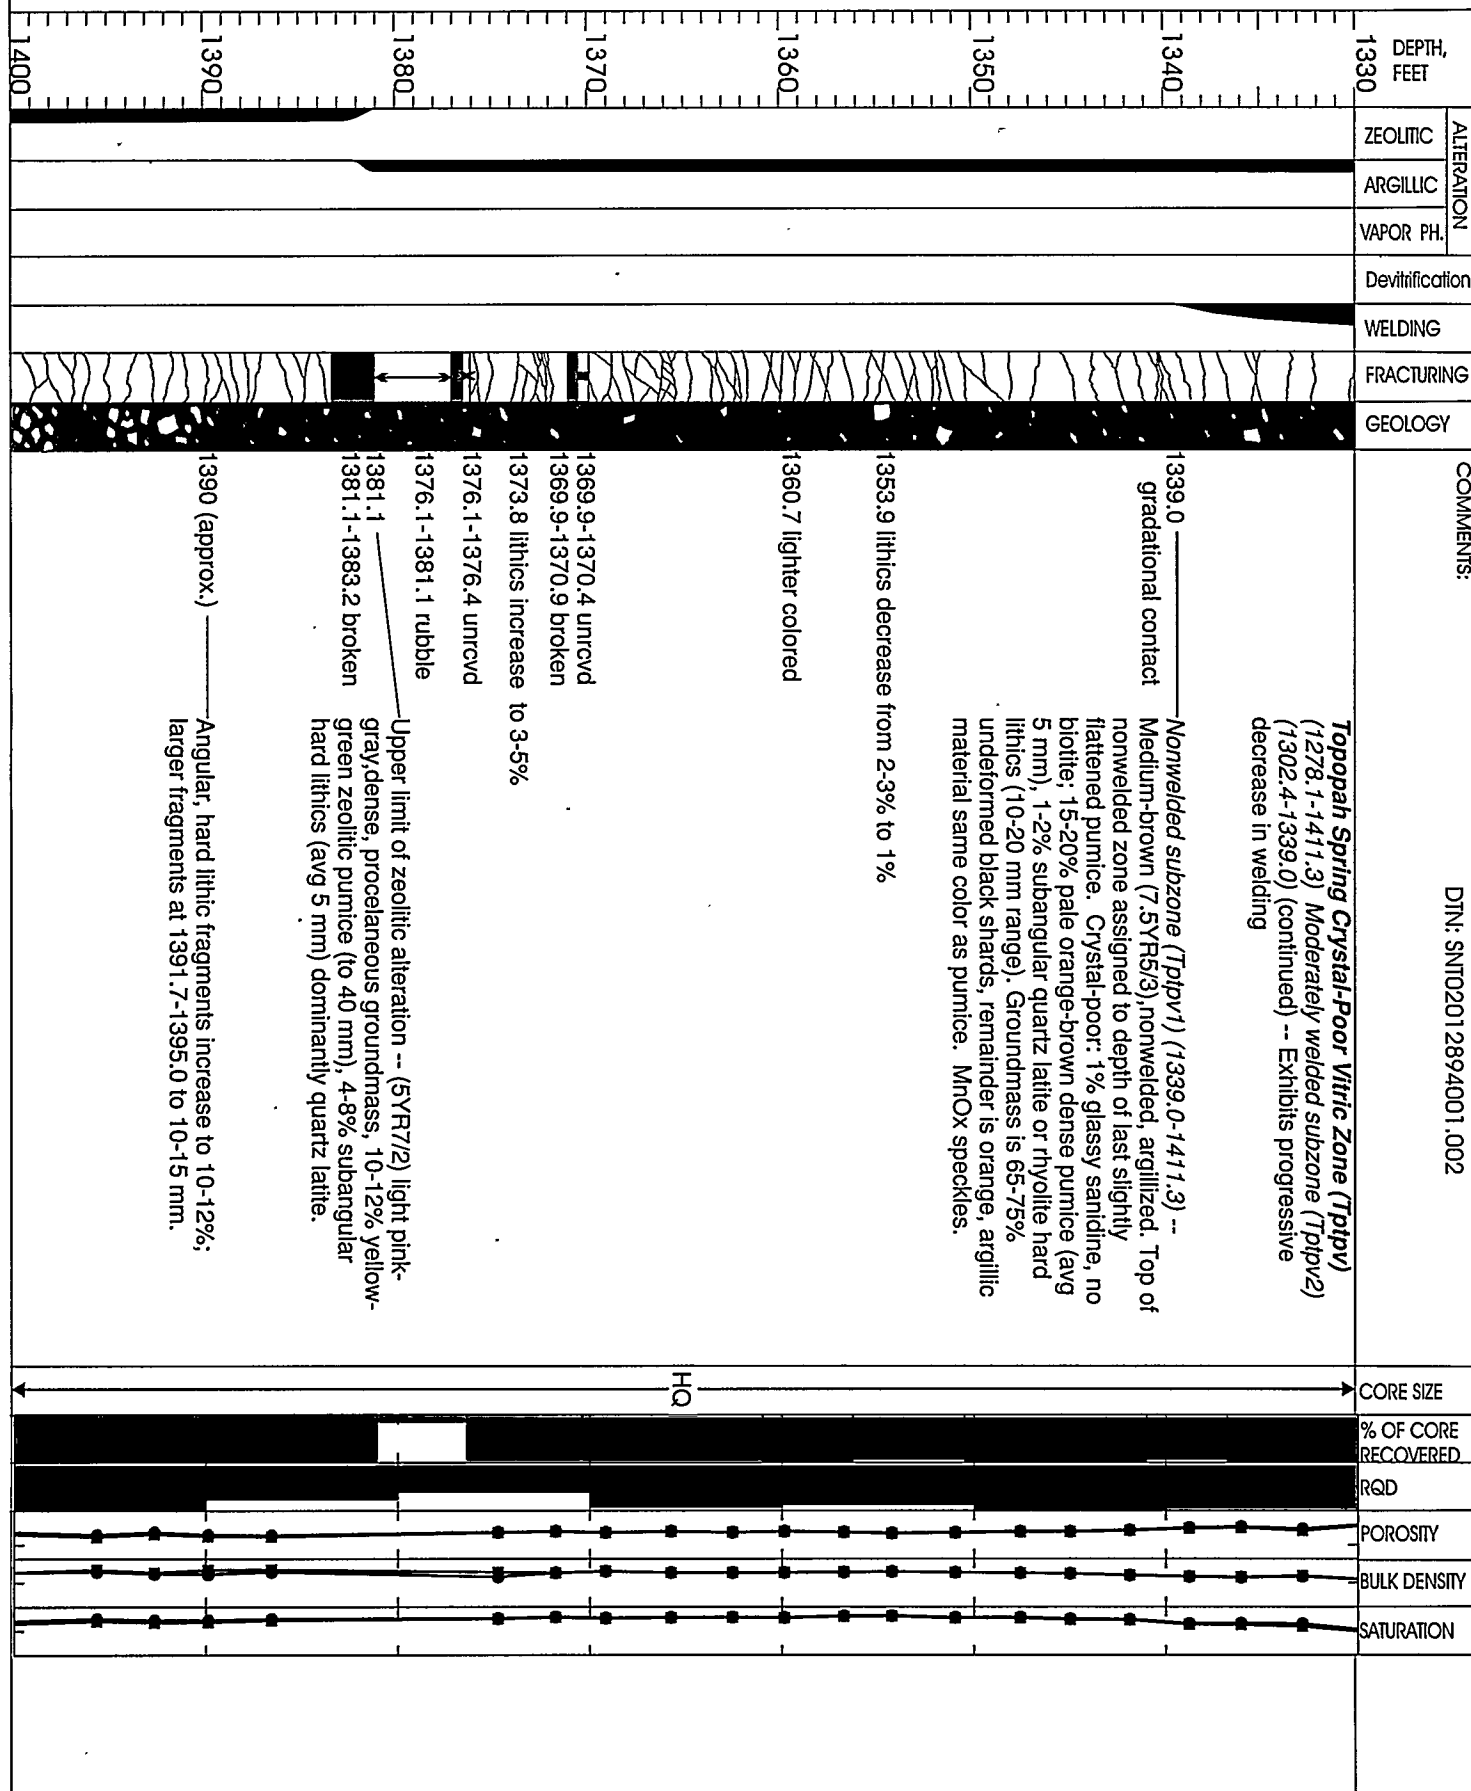 DEPTH,
FEET
ALTERATION
ZEOLITIC
ARGILLIC
VAPOR PH.
Devitrification
WELDING
FRACTURING
GEOLOGY
COMMENTS:
DTN: SNT02012894001.002
CORE SIZE
% OF CORE
RECOVERED
RQD
POROSITY
BULK DENSITY
SATURATION
1330
1340
1350
1360
1370
1380
1390
1400
Topopah Spring Crystal-Poor Vitric Zone (Tptpv)
(1278.1-1411.3) Moderately welded subzone (Tptpv2)
(1302.4-1339.0) (continued) -- Exhibits progressive
decrease in welding
1339.0
gradational contact
Nonwelded subzone (Tptpv1) (1339.0-1411.3) --
Medium-brown (7.5YR5/3),nonwelded, argillized. Top of
nonwelded zone assigned to depth of last slightly
flattened pumice. Crystal-poor: 1% glassy sanidine, no
biotite; 15-20% pale orange-brown dense pumice (avg
5 mm), 1-2% subangular quartz latite or rhyolite hard
lithics (10-20 mm range). Groundmass is 65-75%
undeformed black shards, remainder is orange, argillic
material same color as pumice. MnOx speckles.
1353.9 lithics decrease from 2-3% to 1%
1360.7 lighter colored
1369.9-1370.4 unrcvd
1369.9-1370.9 broken
1373.8 lithics increase to 3-5%
1376.1-1376.4 unrcvd
1376.1-1381.1 rubble
1381.1
1381.1-1383.2 broken
Upper limit of zeolitic alteration -- (5YR7/2) light pink-
gray,dense, procelaneous groundmass, 10-12% yellow-
green zeolitic pumice (to 40 mm), 4-8% subangular
hard lithics (avg 5 mm) dominantly quartz latite.
1390 (approx.)
Angular, hard lithic fragments increase to 10-12%;
larger fragments at 1391.7-1395.0 to 10-15 mm.
HQ